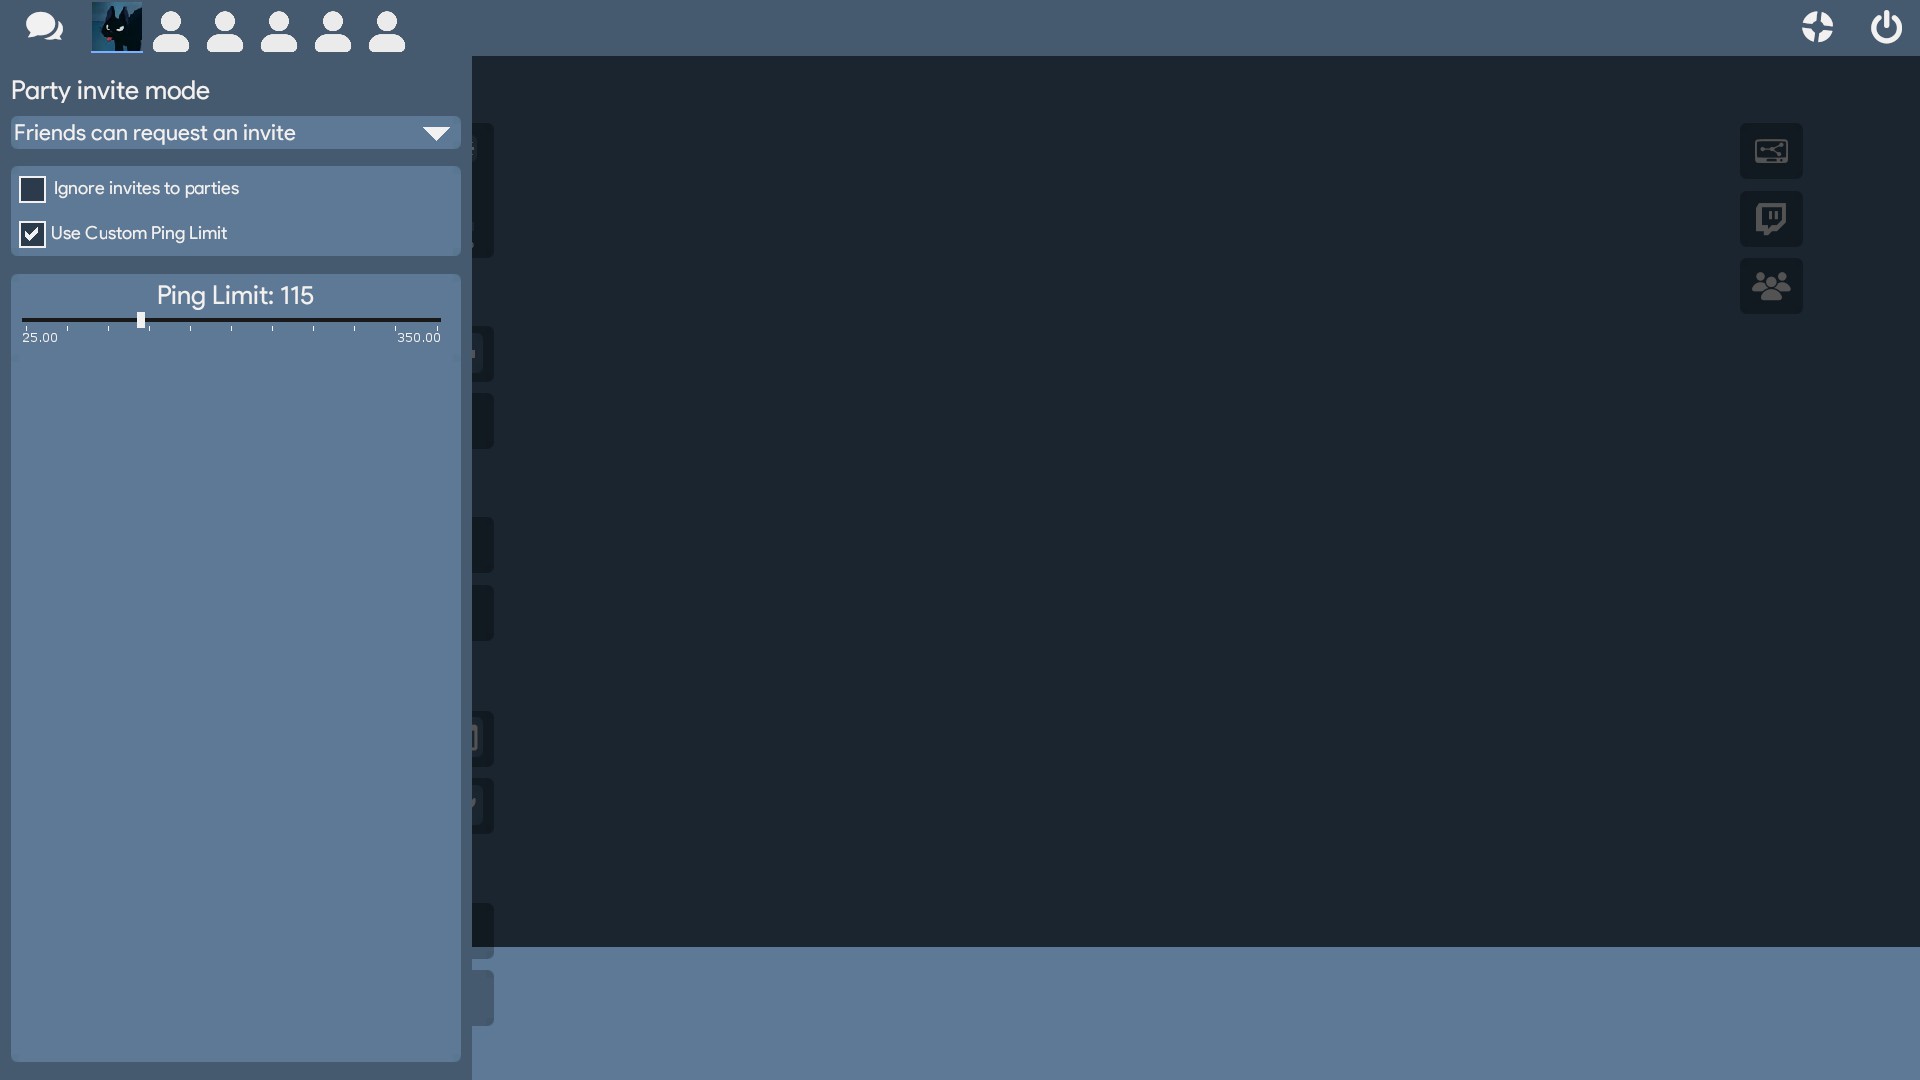 Party invite mode
Friends can request an invite
Ignore invites to parties
Use Custom Ping Limit
Ping Limit: 115
25.00 350.00